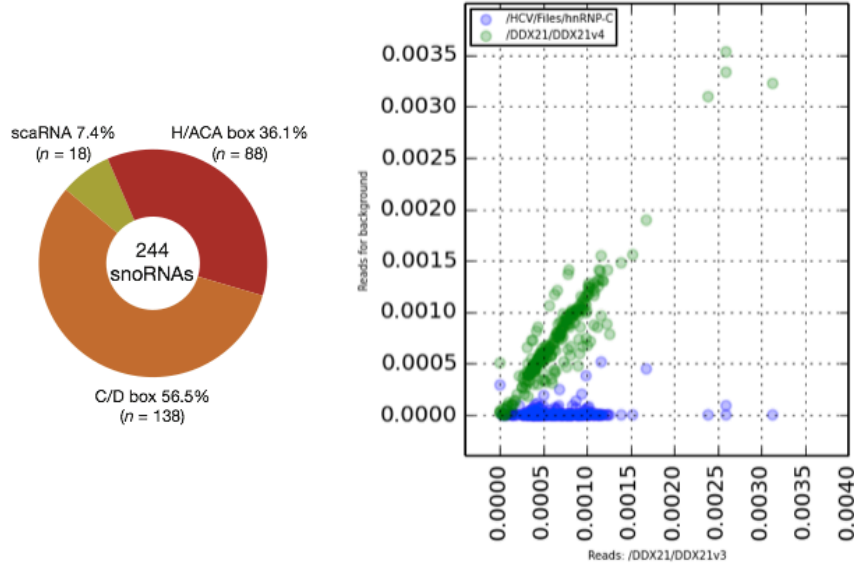 scaRNA 7.4%
(n = 18)
H/ACA box 36.1%
(n = 88)
244
snoRNAs
C/D box 56.5%
(n = 138)
/HCV/Files/hnRNP-C
/DDX21/DDX21v4
Reads for background
0.0035
0.0030
0.0025
0.0020
0.0015
0.0010
0.0005
0.0000
0.0000
0.0005
0.0010
0.0015
0.0020
0.0025
0.0030
0.0035
0.0040
Reads: /DDX21/DDX21v3